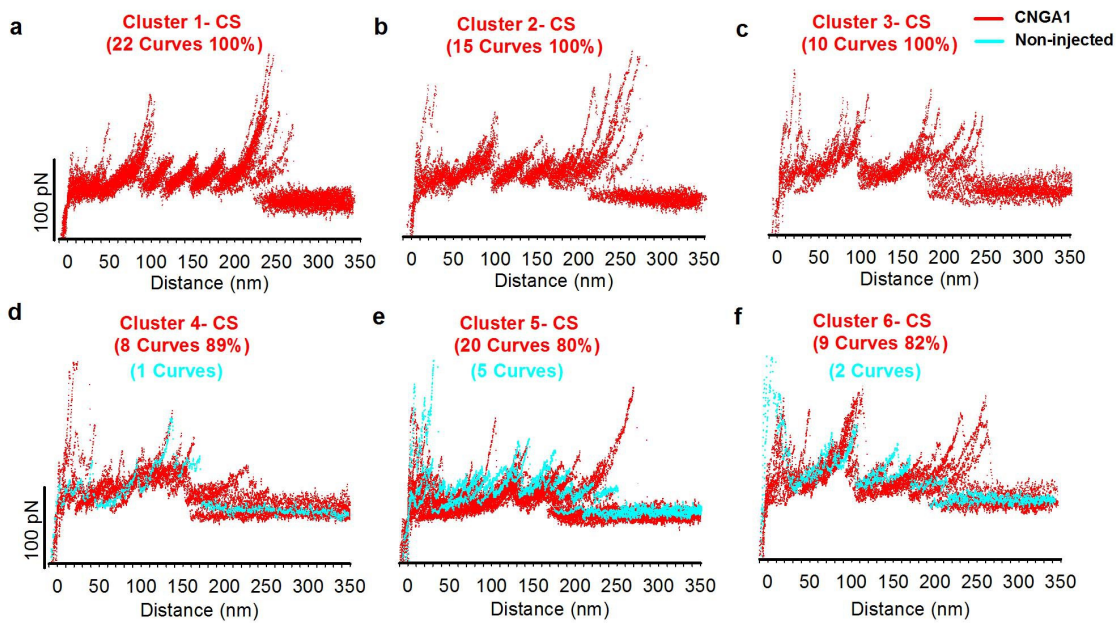 a
Cluster 1- CS
(22 Curves 100%)
100 pN
0 50 100 150 200 250 300 350
Distance (nm)
b
Cluster 2- CS
(15 Curves 100%)
0 50 100 150 200 250 300 350
Distance (nm)
c
Cluster 3- CS
(10 Curves 100%)
0 50 100 150 200 250 300 350
Distance (nm)
CNGA1
Non-injected
d
Cluster 4- CS
(8 Curves 89%)
(1 Curves)
100 pN
0 50 100 150 200 250 300 350
Distance (nm)
e
Cluster 5- CS
(20 Curves 80%)
(5 Curves)
0 50 100 150 200 250 300 350
Distance (nm)
f
Cluster 6- CS
(9 Curves 82%)
(2 Curves)
0 50 100 150 200 250 300 350
Distance (nm)